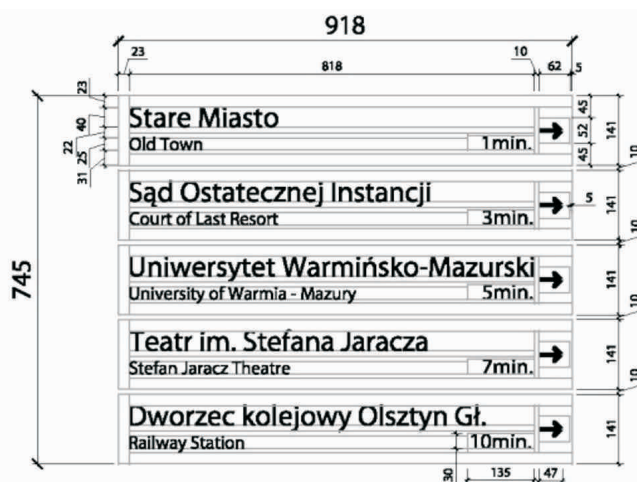 918
23 10 62
818 5
23
40
22
25
31
Stare Miasto
Old Town 1min.
45
52
45
141
10
Sąd Ostatecznej Instancji
Court of Last Resort 3min.
5
141
10
745
Uniwersytet Warmińsko-Mazurski
University of Warmia - Mazury 5min.
141
10
Teatr im. Stefana Jaracza
Stefan Jaracz Theatre 7min.
141
10
Dworzec kolejowy Olsztyn Gł.
Railway Station 10min.
141
30 135 47